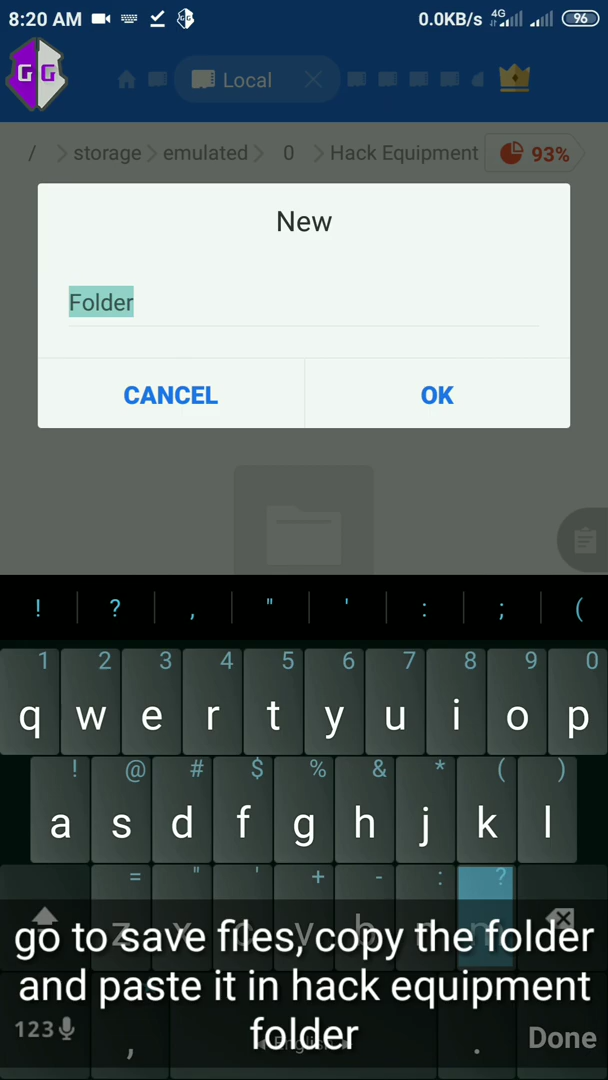 8:20 AM 0.0KB/s 4G 96
G G Local
/ storage emulated 0 Hack Equipment 93%
New
Folder
CANCEL OK
! ? , " ' : ; (
1 2 3 4 5 6 7 8 9 0
q w e r t y u i o p
! @ # $ % & * ( )
a s d f g h j k l
= " ' + - : ?
z x c v b n m
go to save files, copy the folder
and paste it in hack equipment
folder
123 , English . Done